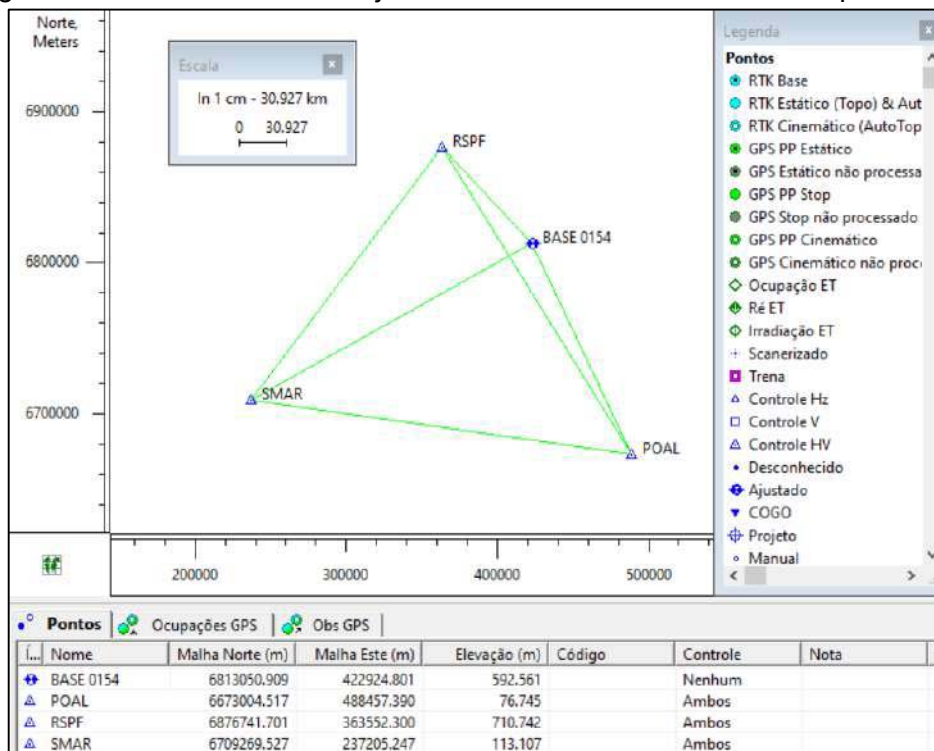 Norte,
Meters
6900000
6800000
6700000
Escala
In 1 cm - 30.927 km
0 30.927
RSPF
BASE 0154
SMAR
POAL
200000 300000 400000 500000
Legenda
Pontos
RTK Base
RTK Estático (Topo) & Aut
RTK Cinemático (AutoTop
GPS PP Estático
GPS Estático não processa
GPS PP Stop
GPS Stop não processado
GPS PP Cinemático
GPS Cinemático não proc
Ocupação ET
Ré ET
Irradiação ET
Scanerizado
Trena
Controle Hz
Controle V
Controle HV
Desconhecido
Ajustado
COGO
Projeto
Manual
Pontos Ocupações GPS Obs GPS
Í... Nome Malha Norte (m) Malha Este (m) Elevação (m) Código Controle Nota
BASE 0154 6813050.909 422924.801 592.561 Nenhum
POAL 6673004.517 488457.390 76.745 Ambos
RSPF 6876741.701 363552.300 710.742 Ambos
SMAR 6709269.527 237205.247 113.107 Ambos